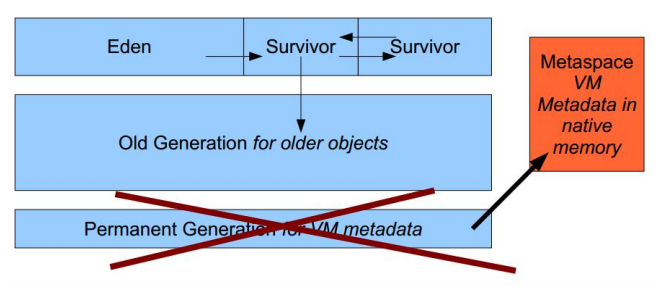 Eden
Survivor
Survivor
Old Generation for older objects
Permanent Generation for VM metadata
Metaspace
VM
Metadata in
native
memory